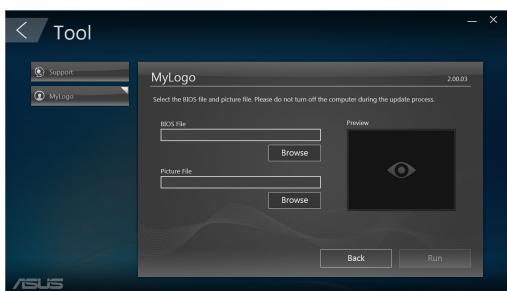 Tool
Support
MyLogo
MyLogo
2.00.03
Select the BIOS file and picture file. Please do not turn off the computer during the update process.
BIOS File
Browse
Picture File
Browse
Preview
Back
Run
ASUS